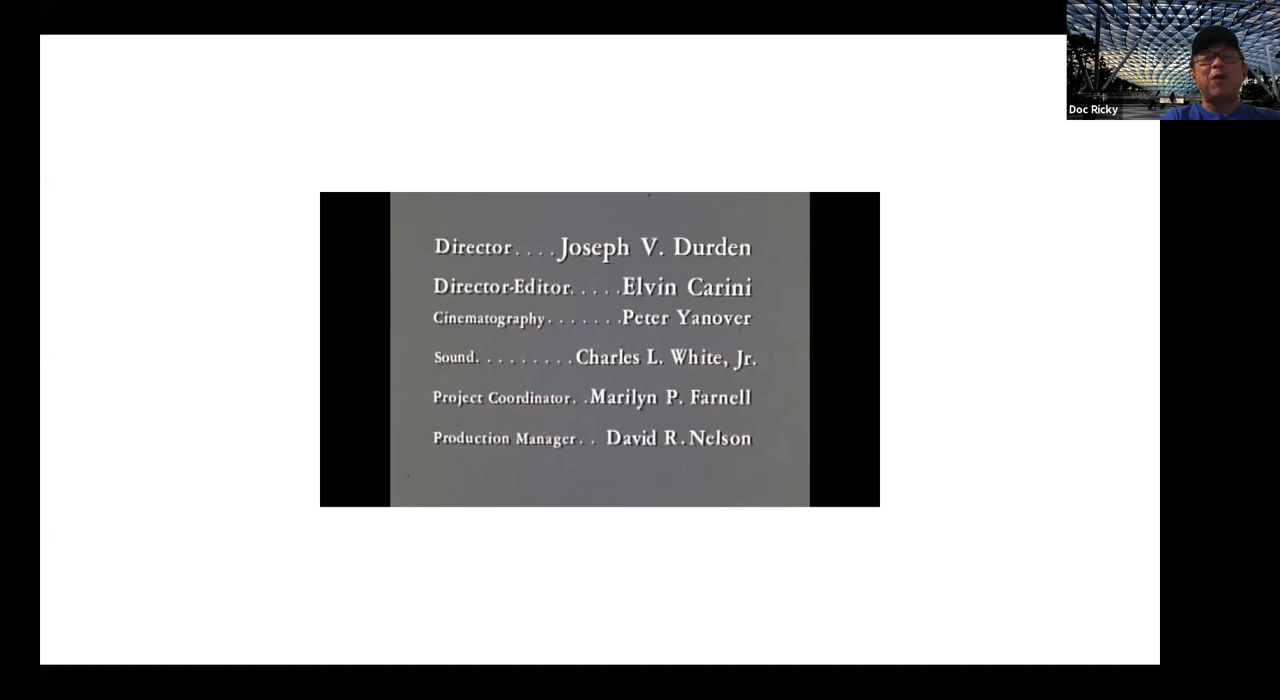 Doc Ricky
Director....Joseph V. Durden
Director-Editor.....Elvin Carini
Cinematography.......Peter Yanover
Sound.........Charles L. White, Jr.
Project Coordinator..Marilyn P. Farnell
Production Manager.. David R. Nelson